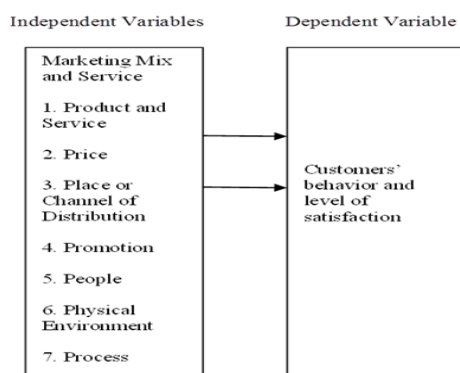 Independent Variables
Dependent Variable
Marketing Mix
and Service
1. Product and
Service
2. Price
3. Place or
Channel of
Distribution
4. Promotion
5. People
6. Physical
Environment
7. Process
Customers’
behavior and
level of
satisfaction